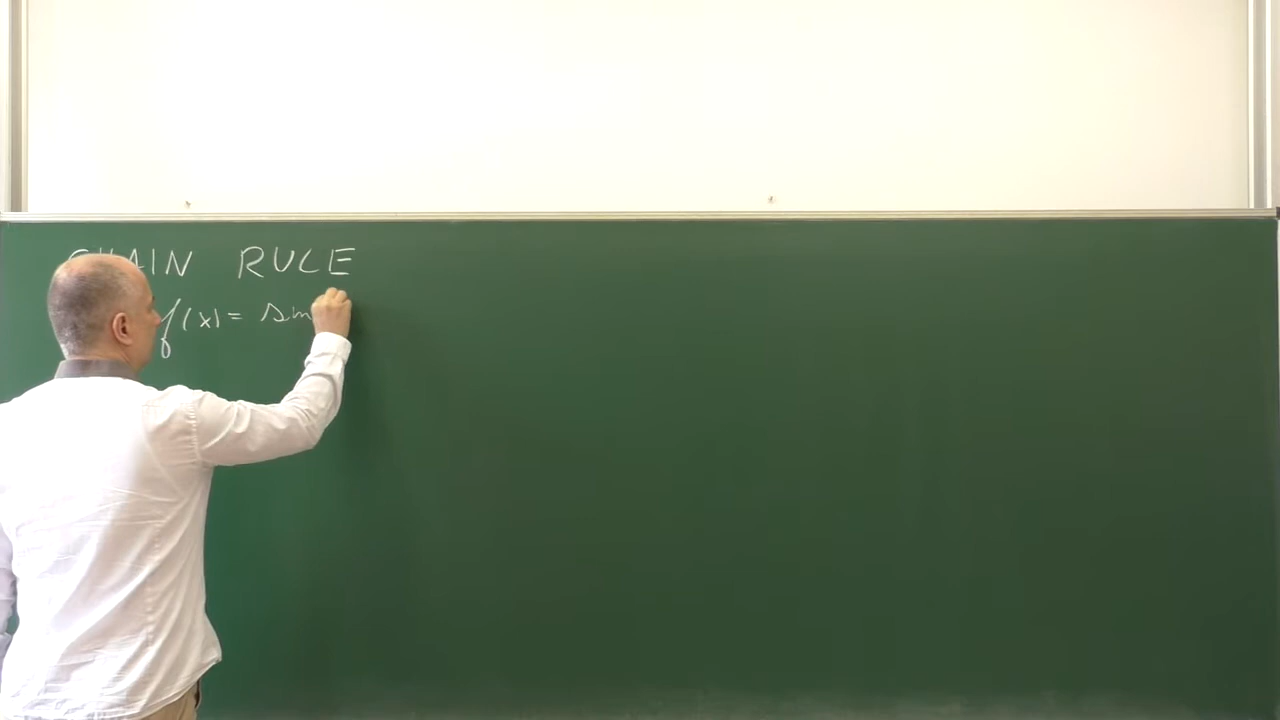 CHAIN RULE
f(x) = sin